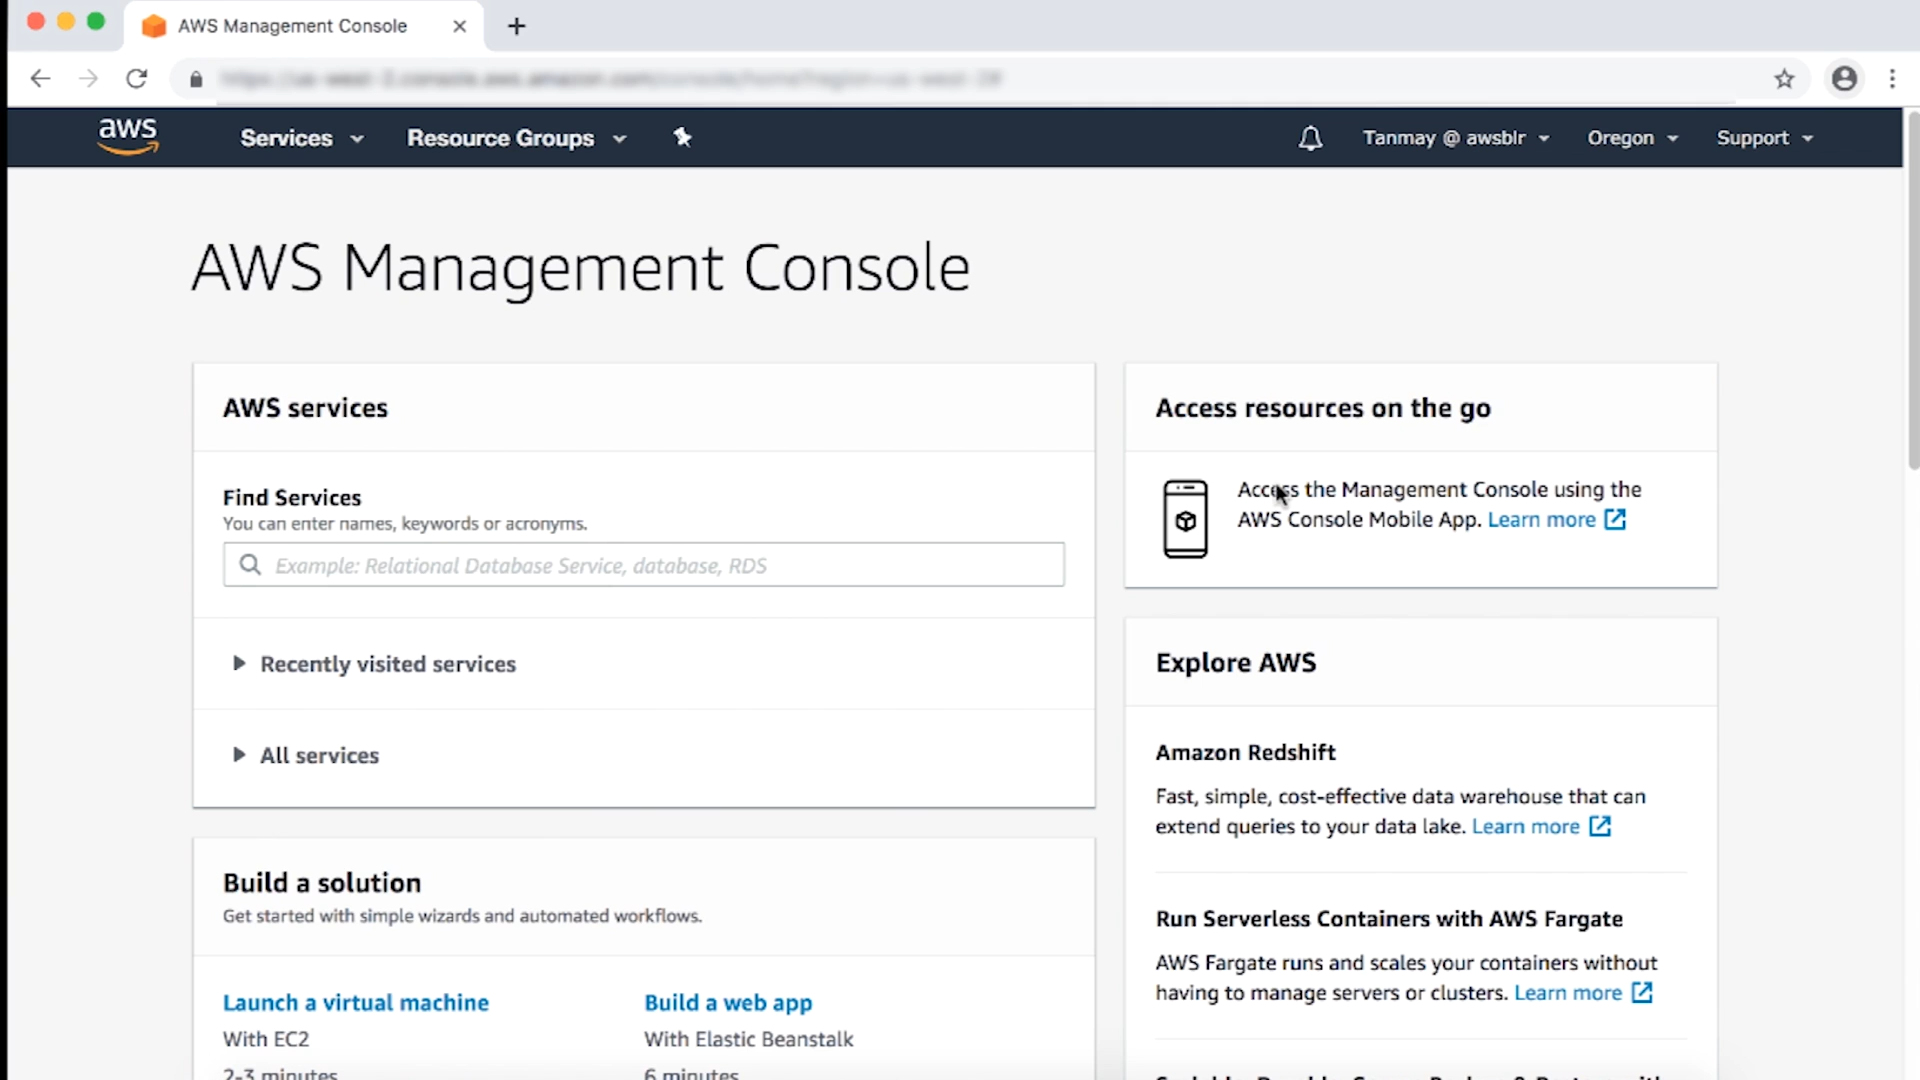 AWS Management Console
aws
Services
Resource Groups
Tanmay @ awsblr
Oregon
Support
AWS Management Console
AWS services
Find Services
You can enter names, keywords or acronyms.
Example: Relational Database Service, database, RDS
Recently visited services
All services
Build a solution
Get started with simple wizards and automated workflows.
Launch a virtual machine
With EC2
2-3 minutes
Build a web app
With Elastic Beanstalk
6 minutes
Access resources on the go
Access the Management Console using the
AWS Console Mobile App. Learn more
Explore AWS
Amazon Redshift
Fast, simple, cost-effective data warehouse that can
extend queries to your data lake. Learn more
Run Serverless Containers with AWS Fargate
AWS Fargate runs and scales your containers without
having to manage servers or clusters. Learn more